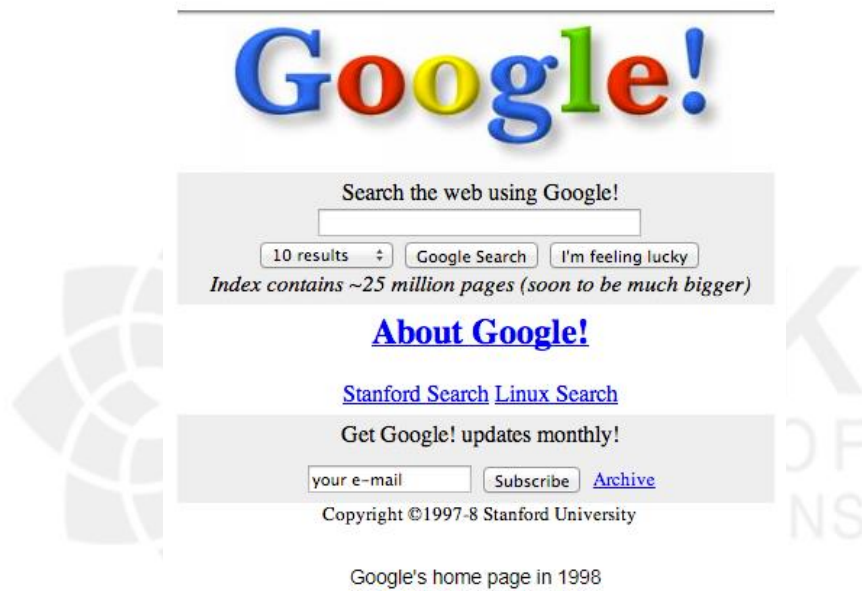 Google!
Search the web using Google!
10 results Google Search I'm feeling lucky
Index contains ~25 million pages (soon to be much bigger)
About Google!
Stanford Search Linux Search
Get Google! updates monthly!
your e-mail Subscribe Archive
Copyright ©1997-8 Stanford University
Google's home page in 1998